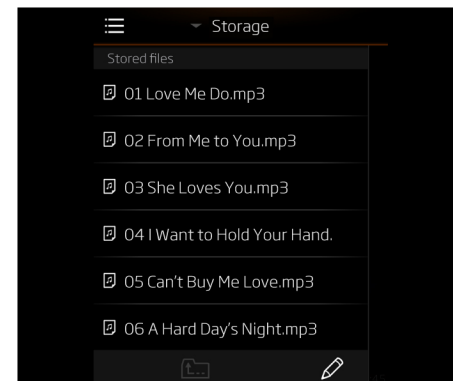 Storage
Stored files
01 Love Me Do.mp3
02 From Me to You.mp3
03 She Loves You.mp3
04 I Want to Hold Your Hand.
05 Can't Buy Me Love.mp3
06 A Hard Day's Night.mp3